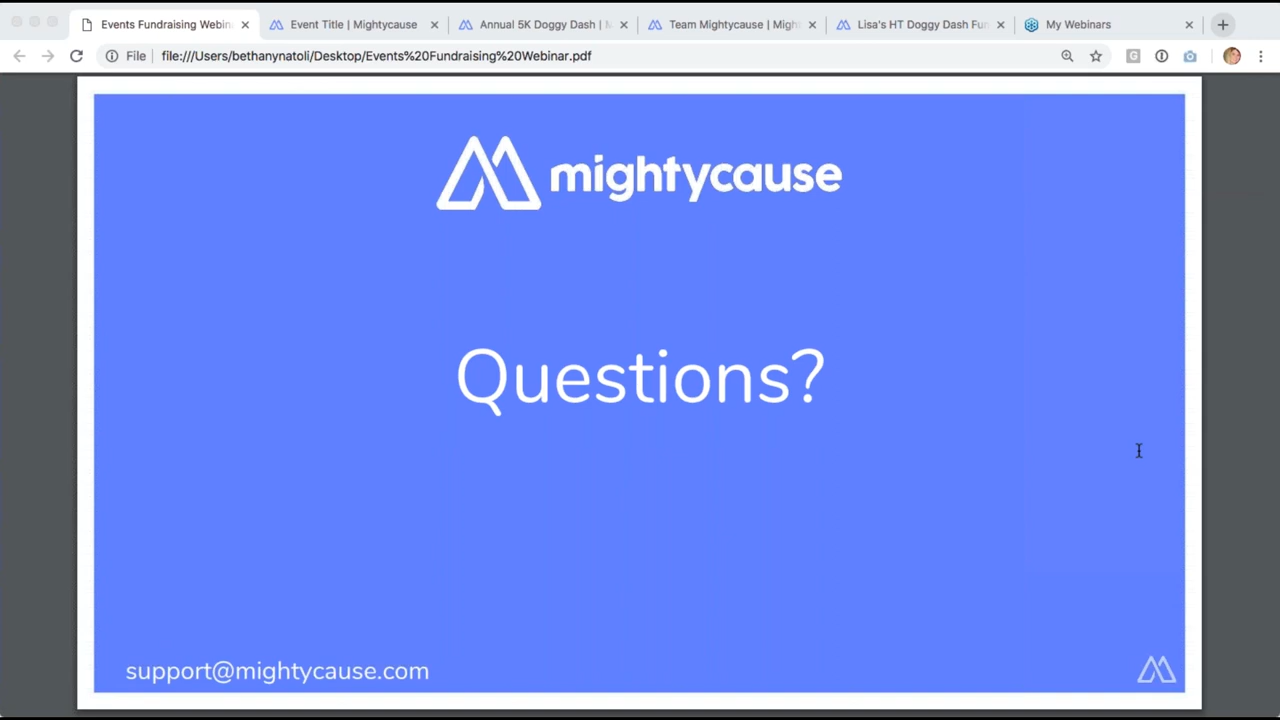 Events Fundraising Webin
Event Title | Mightycause
Annual 5K Doggy Dash | M
Team Mightycause | Migh
Lisa's HT Doggy Dash Fun
My Webinars
File
file:///Users/bethanynatoli/Desktop/Events%20Fundraising%20Webinar.pdf
mightycause
Questions?
support@mightycause.com